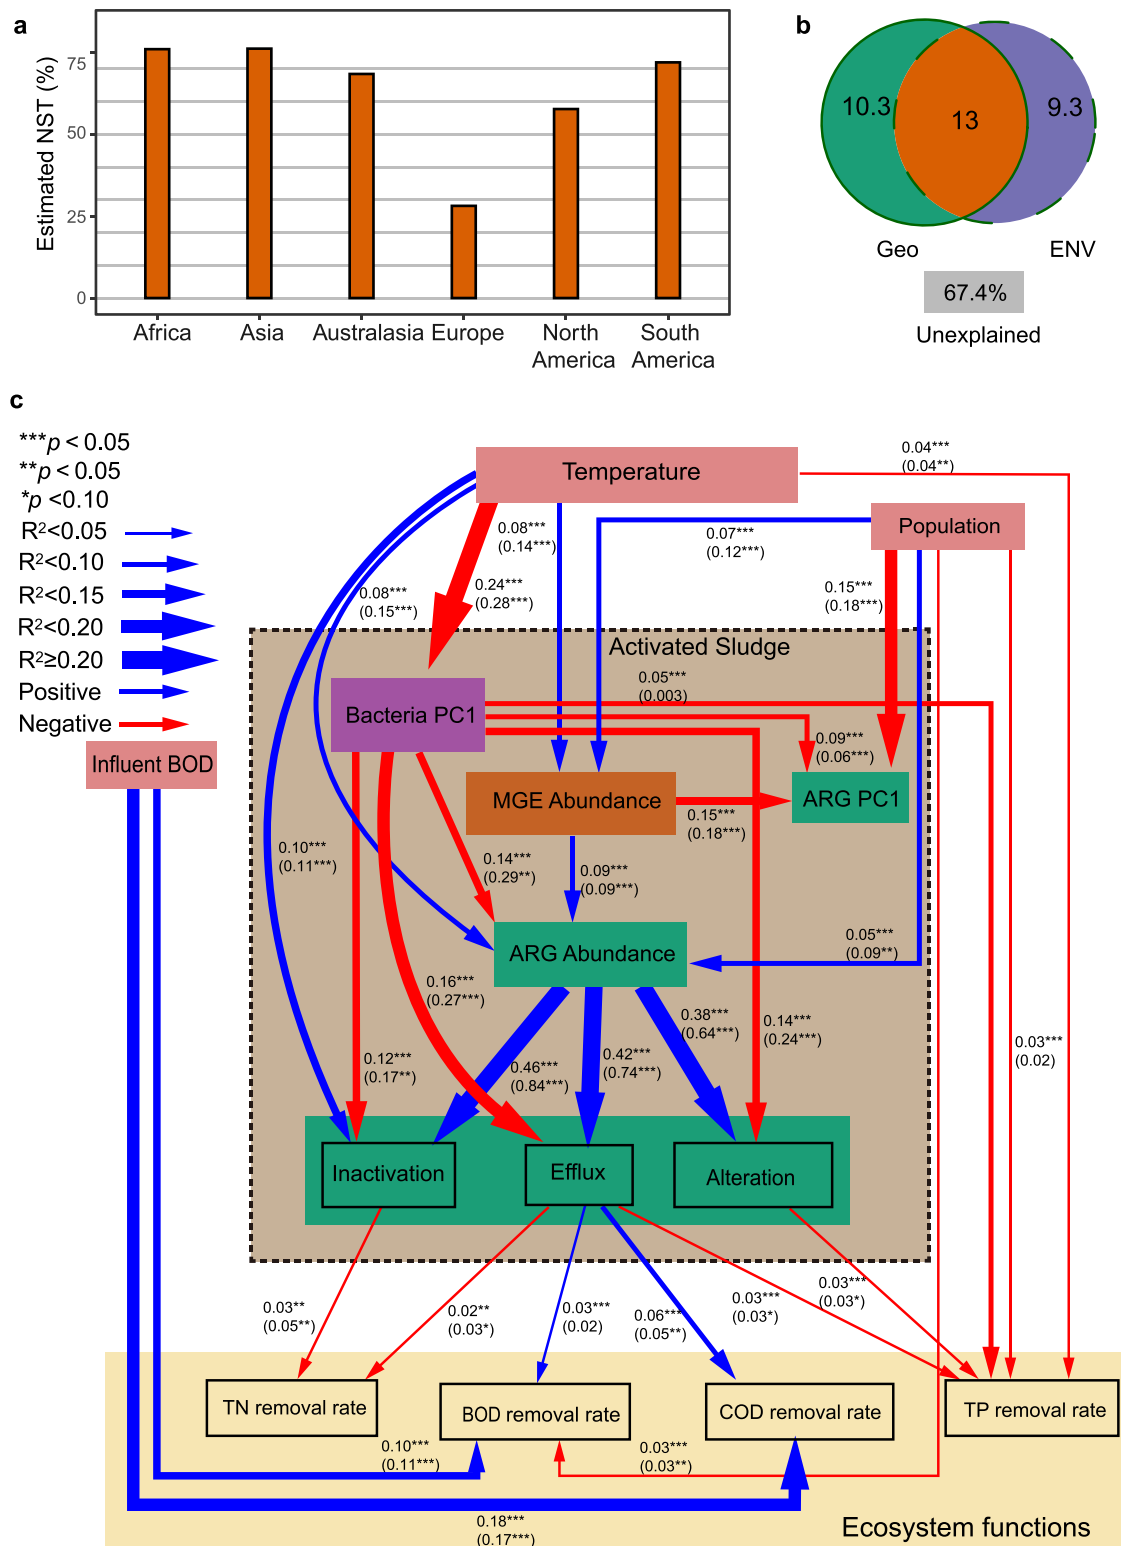 a
Estimated NST (%)
75
50
25
0
Africa
Asia
Australasia
Europe
North
America
South
America
b
10.3
13
9.3
Geo
ENV
67.4%
Unexplained
c
***p < 0.05
**p < 0.05
*p <0.10
R²<0.05
R²<0.10
R²<0.15
R²<0.20
R²≥0.20
Positive
Negative
Influent BOD
Temperature
Population
0.04***
(0.04**)
0.08***
(0.14***)
0.07***
(0.12***)
0.24***
(0.28***)
0.08***
(0.15***)
0.15***
(0.18***)
Activated Sludge
Bacteria PC1
0.05***
(0.003)
0.09***
(0.06***)
MGE Abundance
ARG PC1
0.15***
(0.18***)
0.10***
(0.11***)
0.14***
(0.29**)
0.09***
(0.09***)
ARG Abundance
0.05***
(0.09**)
0.16***
(0.27***)
0.38***
(0.64***)
0.14***
(0.24***)
0.03***
(0.02)
0.12***
(0.17**)
0.46***
(0.84***)
0.42***
(0.74***)
Inactivation
Efflux
Alteration
0.03**
(0.05**)
0.02**
(0.03*)
0.03***
(0.02)
0.06***
(0.05**)
0.03***
(0.03*)
0.03***
(0.03*)
TN removal rate
BOD removal rate
COD removal rate
TP removal rate
0.10***
(0.11***)
0.03***
(0.03**)
0.18***
(0.17***)
Ecosystem functions